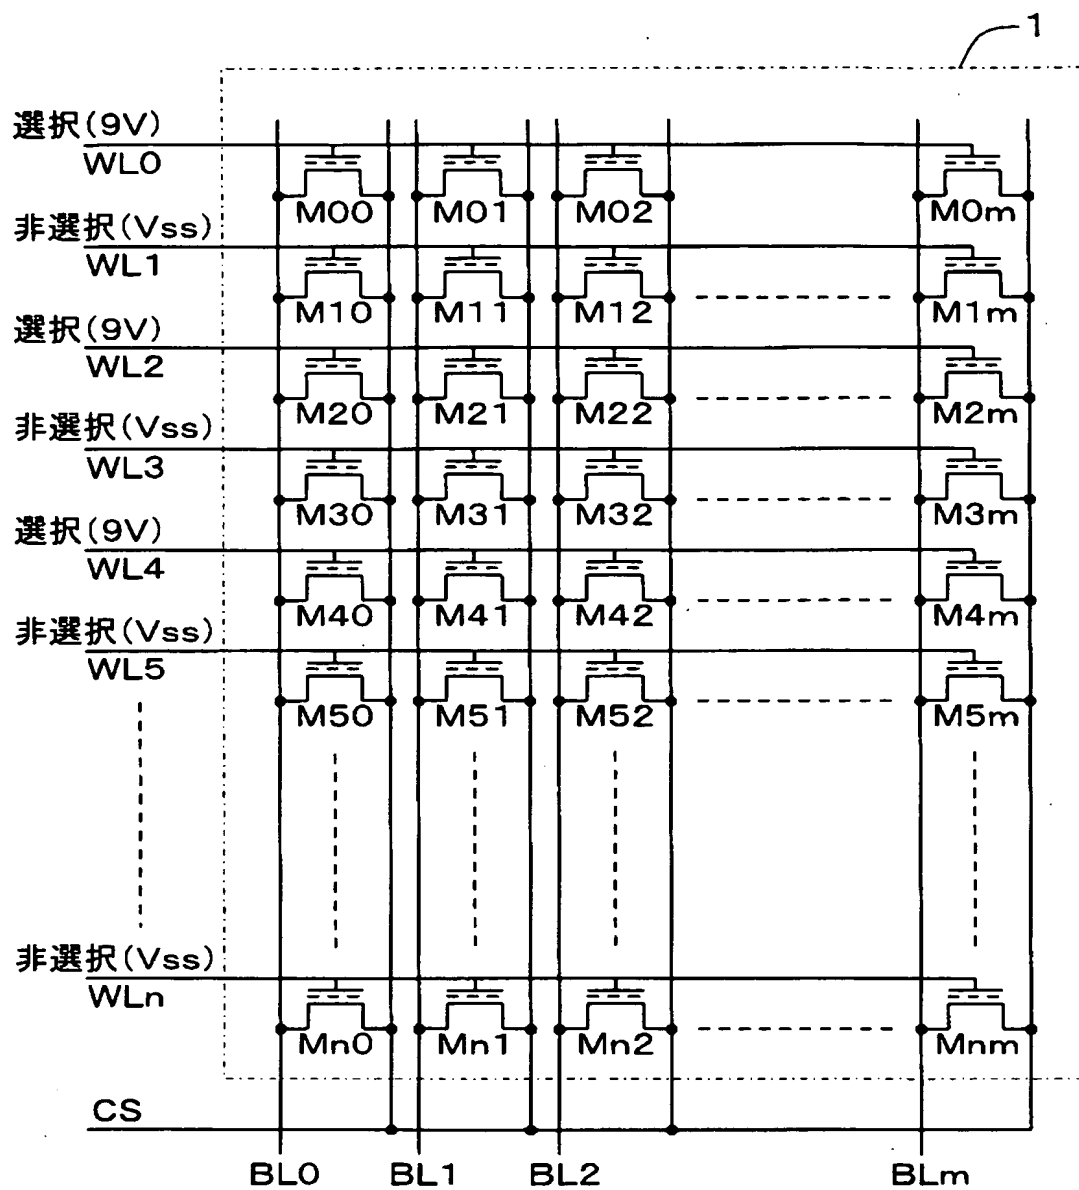 1
選択(9V)
WL0
M00 M01 M02 M0m
非選択(Vss)
WL1
M10 M11 M12 M1m
選択(9V)
WL2
M20 M21 M22 M2m
非選択(Vss)
WL3
M30 M31 M32 M3m
選択(9V)
WL4
M40 M41 M42 M4m
非選択(Vss)
WL5
M50 M51 M52 M5m
非選択(Vss)
WLn
Mn0 Mn1 Mn2 Mnm
CS
BL0 BL1 BL2 BLm